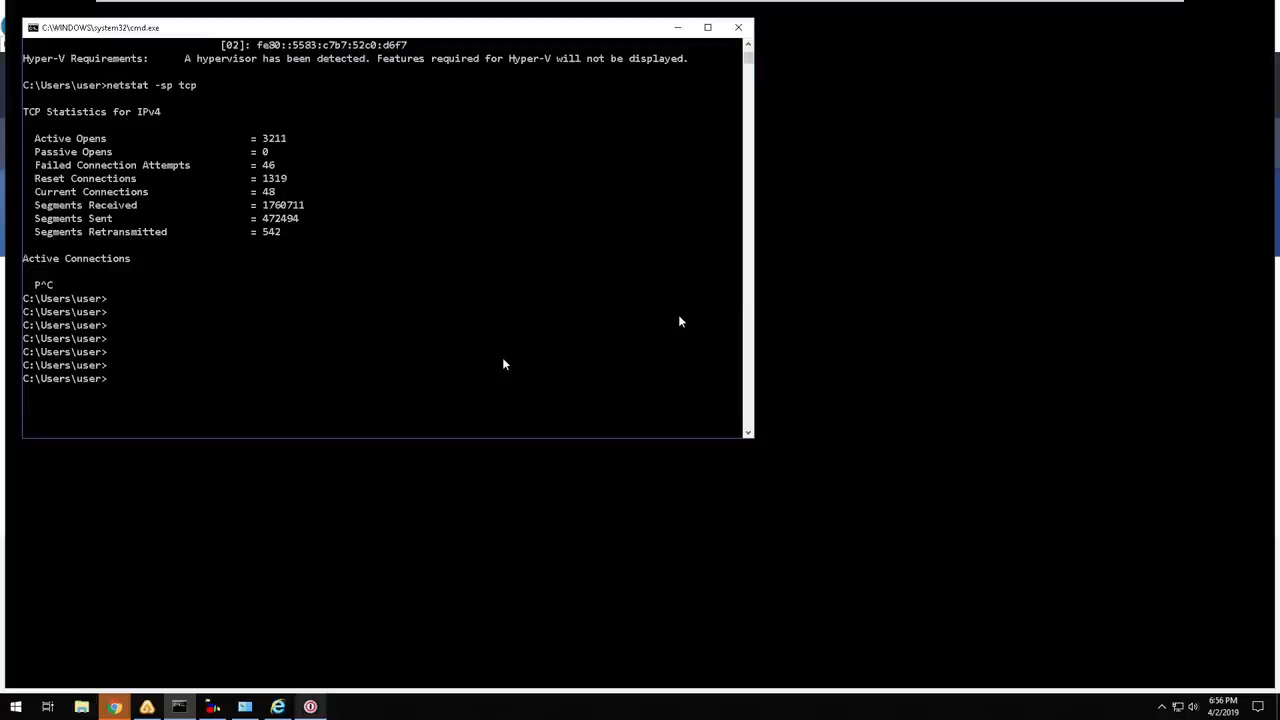 C:\WINDOWS\system32\cmd.exe
[02]: fe80::5583:c7b7:52c0:d6f7
Hyper-V Requirements: A hypervisor has been detected. Features required for Hyper-V will not be displayed.
C:\Users\user>netstat -sp tcp
TCP Statistics for IPv4
Active Opens = 3211
Passive Opens = 0
Failed Connection Attempts = 46
Reset Connections = 1319
Current Connections = 48
Segments Received = 1760711
Segments Sent = 472494
Segments Retransmitted = 542
Active Connections
P^C
C:\Users\user>
C:\Users\user>
C:\Users\user>
C:\Users\user>
C:\Users\user>
C:\Users\user>
C:\Users\user>
6:56 PM
4/2/2019